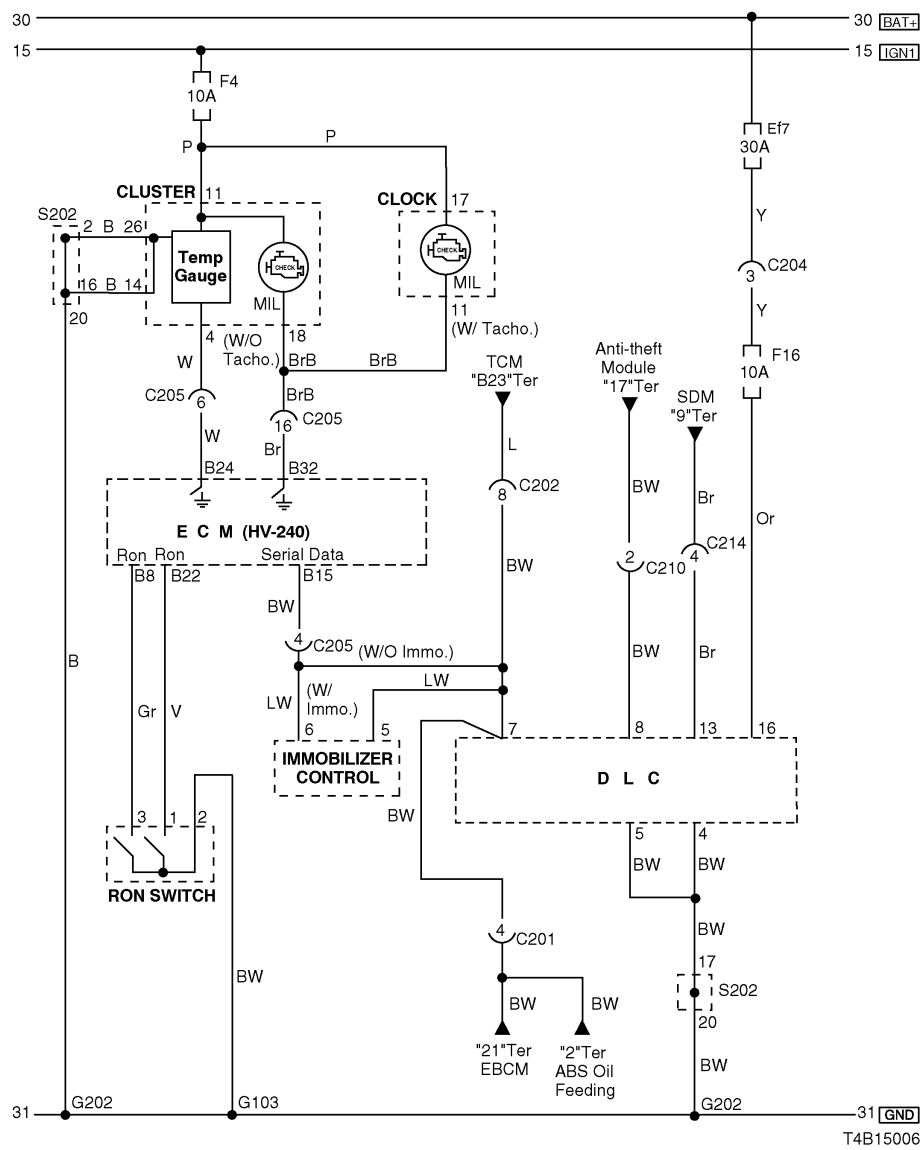 30 30 BAT+
15 15 IGN1
F4
10A
Ef7
30A
P P
CLUSTER 11 CLOCK 17
S202
2 B 26
Temp
Gauge
CHECK
CHECK
MIL
MIL
16 B 14
20
Y
C204
3
Y
4 (W/O
Tacho.)
18
11
(W/ Tacho.)
W
BrB BrB
BrB
C205
6
C205
16
W
Br
B24 B32
TCM
"B23"Ter
Anti-theft
Module
"17"Ter
SDM
"9"Ter
F16
10A
L
C202
8
BW
Br
Or
E C M (HV-240)
Ron Ron Serial Data
B8 B22 B15
BW
2
C210
4
C214
BW
4
C205
(W/O Immo.)
B
BW
Br
LW (W/
Immo.)
LW
Gr V
6 5
IMMOBILIZER
CONTROL
7 8 13 16
D L C
3 1 2
BW
5 4
BW BW
RON SWITCH
BW
4
C201
BW
17
S202
20
BW BW
"21"Ter
EBCM
"2"Ter
ABS Oil
Feeding
BW
G202 G103 G202
31 31 GND
T4B15006